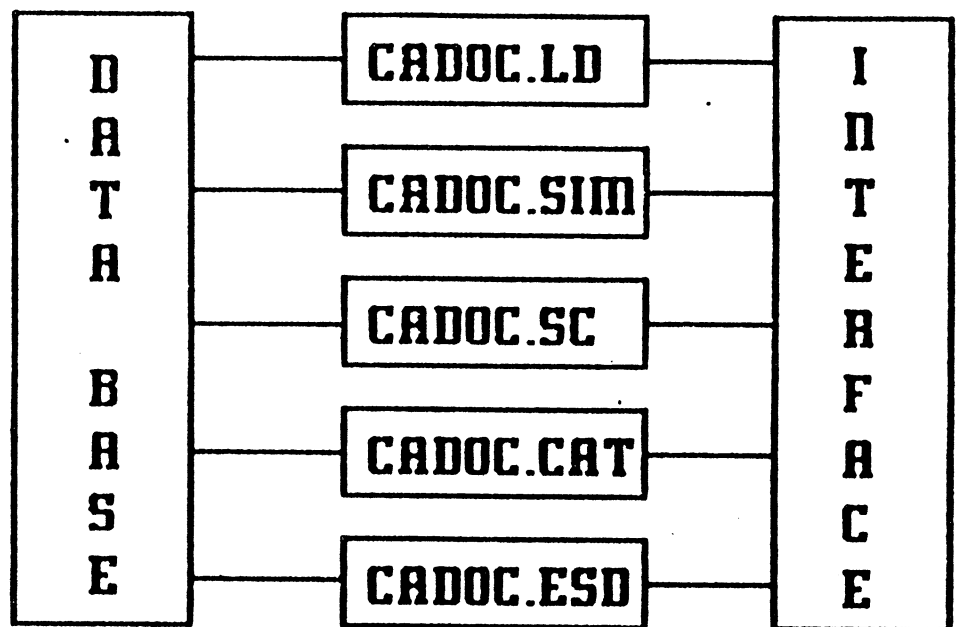 DATA BASE
CADOC.LD
CADOC.SIM
CADOC.SC
CADOC.CAT
CADOC.ESD
INTERFACE